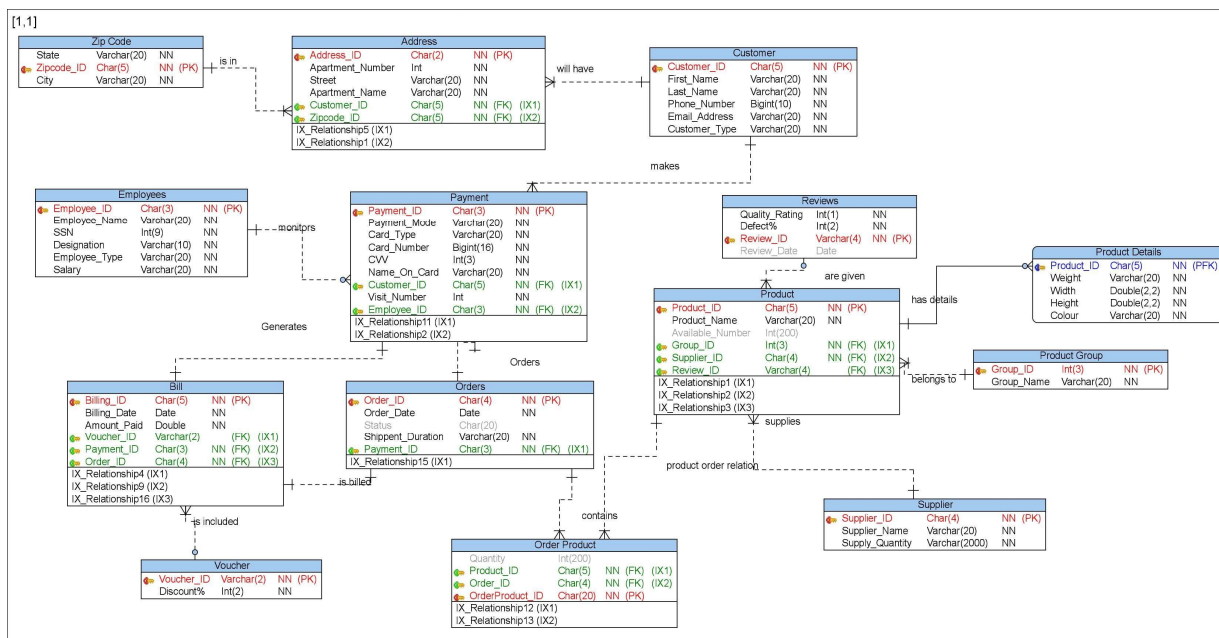 [1,1]
Zip Code
State Varchar(20) NN
Zipcode_ID Char(5) NN (PK)
City Varchar(20) NN
is in
Address
Address_ID Char(2) NN (PK)
Apartment_Number Int
Street Varchar(20) NN
Apartment_Name Varchar(20) NN
Customer_ID Char(5) NN (FK) (IX1)
Zipcode_ID Char(5) NN (FK) (IX2)
IX_Relationship5 (IX1)
IX_Relationship1 (IX2)
will have
Customer
Customer_ID Char(5) NN (PK)
First_Name Varchar(20) NN
Last_Name Varchar(20) NN
Phone_Number Bigint(10) NN
Email_Address Varchar(20) NN
Customer_Type Varchar(20) NN
makes
Employees
Employee_ID Char(3) NN (PK)
Employee_Name Varchar(20) NN
SSN Int(9) NN
Designation Varchar(10) NN
Employee_Type Varchar(20) NN
Salary Varchar(20) NN
monitors
Payment
Payment_ID Char(3) NN (PK)
Payment_Mode Varchar(20) NN
Card_Type Varchar(20) NN
Card_Number Bigint(16) NN
CVV Int(3) NN
Name_On_Card Varchar(20) NN
Customer_ID Char(5) NN (FK) (IX1)
Visit_Number Int NN
Employee_ID Char(3) NN (FK) (IX2)
IX_Relationship11 (IX1)
IX_Relationship2 (IX2)
Reviews
Quality_Rating Int(1) NN
Defect% Int(2) NN
Review_ID Varchar(4) NN (PK)
Review_Date Date
are given
Product Details
Product_ID Char(5) NN (PFK)
Weight Varchar(20) NN
Width Double(2,2) NN
Height Double(2,2) NN
Colour Varchar(20) NN
has details
Product
Product_ID Char(5) NN (PK)
Product_Name Varchar(20) NN
Available_Number Int(200)
Group_ID Int(3) NN (FK) (IX1)
Supplier_ID Char(4) NN (FK) (IX2)
Review_ID Varchar(4) (FK) (IX3)
IX_Relationship1 (IX1)
IX_Relationship2 (IX2)
IX_Relationship3 (IX3)
Product Group
Group_ID Int(3) NN (PK)
Group_Name Varchar(20) NN
belongs to
Generates
Orders
Bill
Billing_ID Char(5) NN (PK)
Billing_Date Date NN
Amount_Paid Double NN
Voucher_ID Varchar(2) (FK) (IX1)
Payment_ID Char(3) NN (FK) (IX2)
Order_ID Char(4) NN (FK) (IX3)
IX_Relationship4 (IX1)
IX_Relationship9 (IX2)
IX_Relationship16 (IX3)
Orders
Order_ID Char(4) NN (PK)
Order_Date Date NN
Status Char(20)
Shippent_Duration Varchar(20) NN
Payment_ID Char(3) NN (FK) (IX1)
IX_Relationship15 (IX1)
is billed
supplies
product order relation
is included
contains
Supplier
Supplier_ID Char(4) NN (PK)
Supplier_Name Varchar(20) NN
Supply_Quantity Varchar(2000) NN
Order Product
Quantity Int(200)
Product_ID Char(5) NN (FK) (IX1)
Order_ID Char(4) NN (FK) (IX2)
OrderProduct_ID Char(20) NN (PK)
IX_Relationship12 (IX1)
IX_Relationship13 (IX2)
Voucher
Voucher_ID Varchar(2) NN (PK)
Discount% Int(2) NN